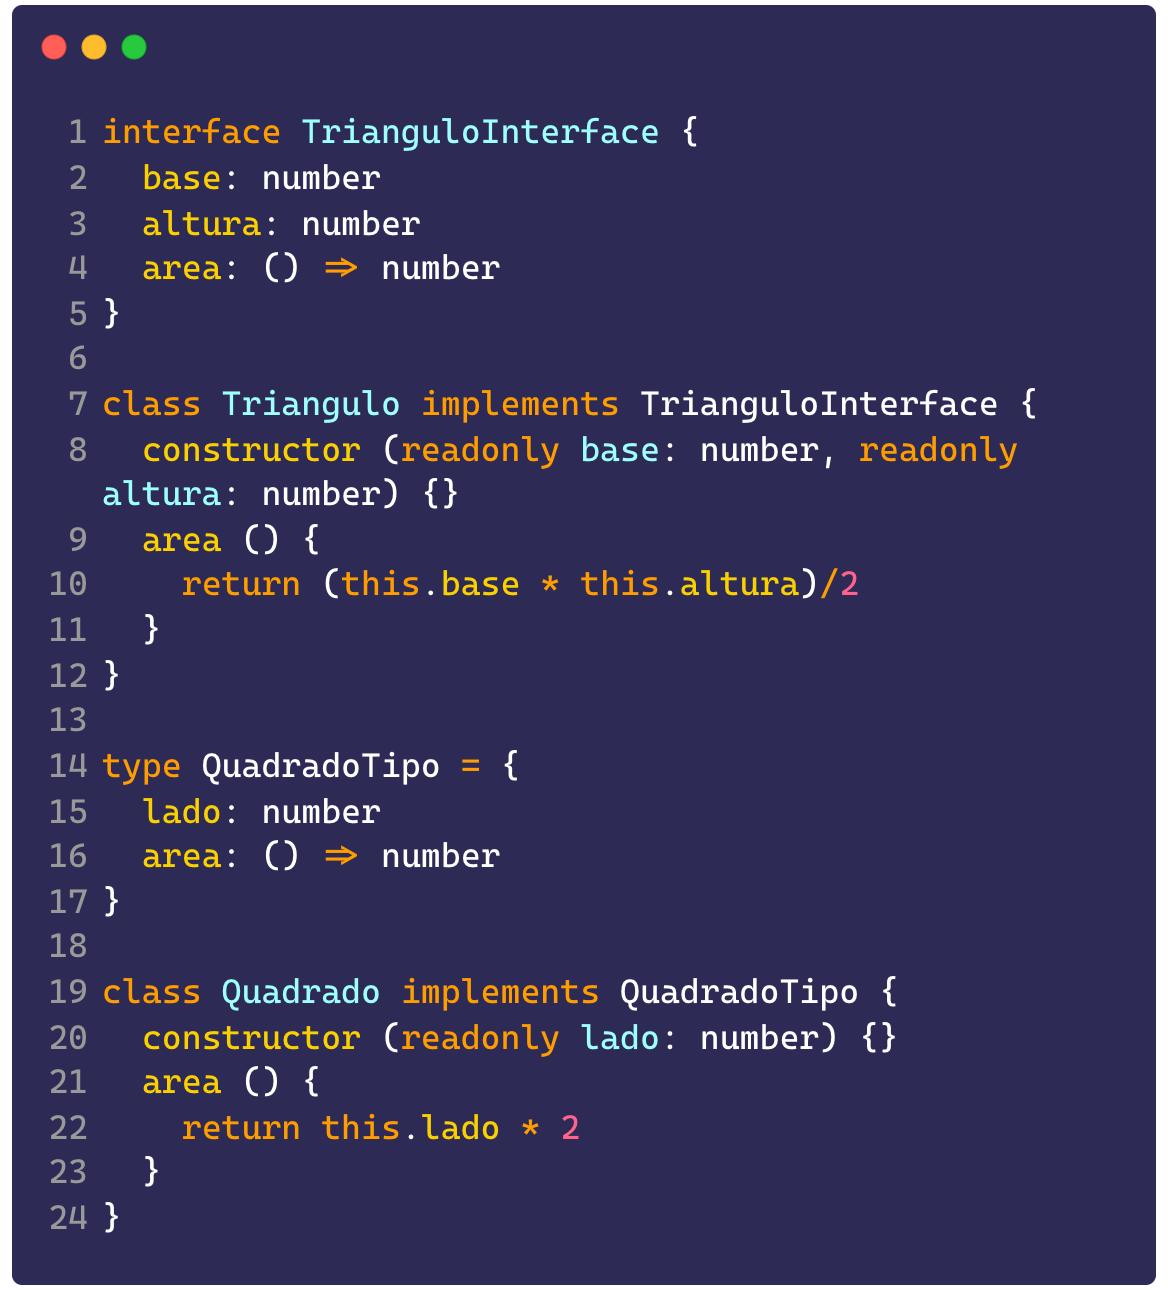 1 interface TrianguloInterface {
2   base: number
3   altura: number
4   area: () => number
5 }
6
7 class Triangulo implements TrianguloInterface {
8   constructor (readonly base: number, readonly
altura: number) {}
9   area () {
10     return (this.base * this.altura)/2
11   }
12 }
13
14 type QuadradoTipo = {
15   lado: number
16   area: () => number
17 }
18
19 class Quadrado implements QuadradoTipo {
20   constructor (readonly lado: number) {}
21   area () {
22     return this.lado * 2
23   }
24 }